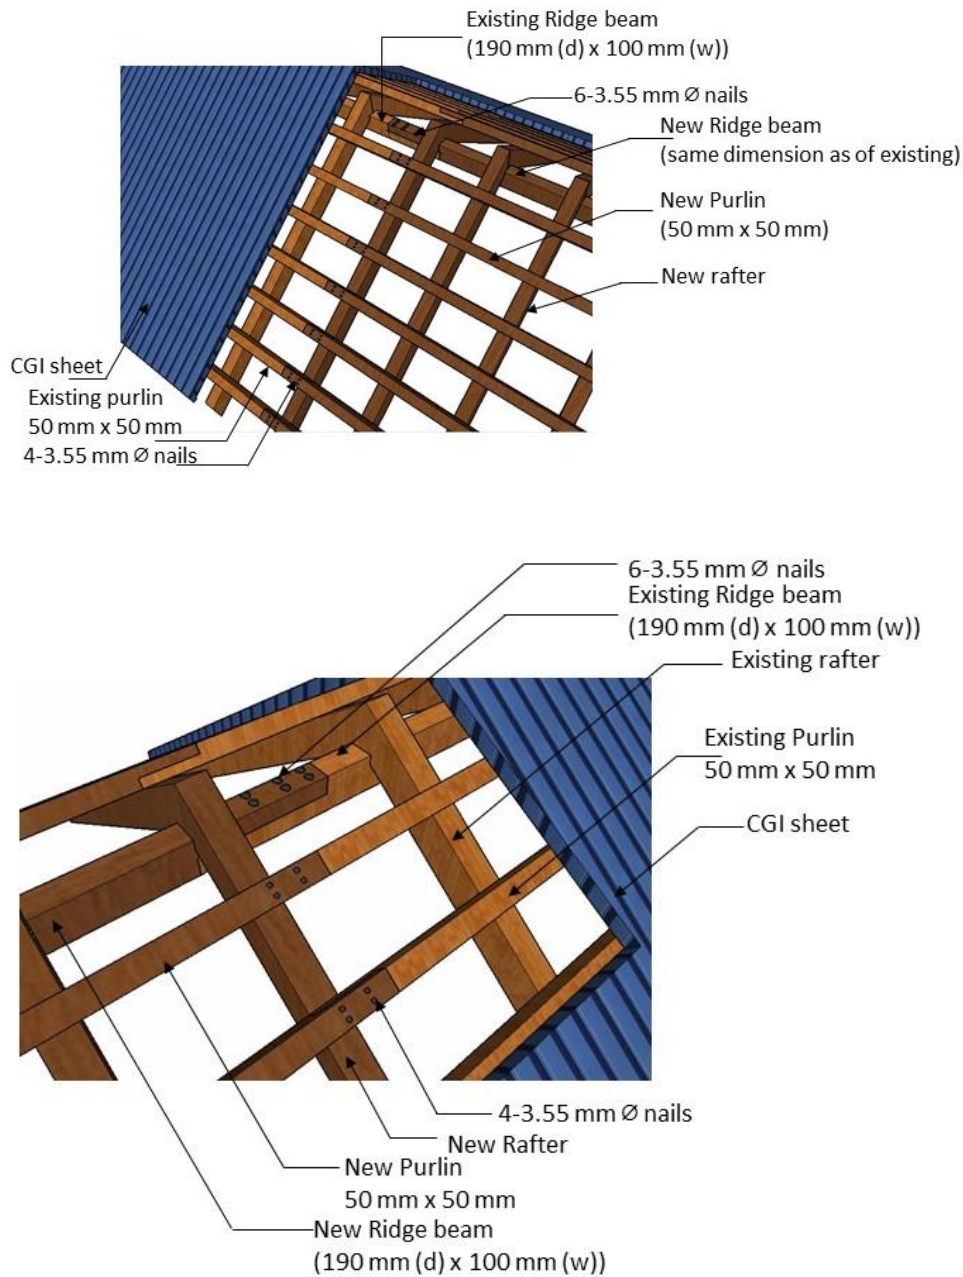 Existing Ridge beam
(190 mm (d) x 100 mm (w))
6-3.55 mm Ø nails
New Ridge beam
(same dimension as of existing)
New Purlin
(50 mm x 50 mm)
New rafter
CGI sheet
Existing purlin
50 mm x 50 mm
4-3.55 mm Ø nails
6-3.55 mm Ø nails
Existing Ridge beam
(190 mm (d) x 100 mm (w))
Existing rafter
Existing Purlin
50 mm x 50 mm
CGI sheet
4-3.55 mm Ø nails
New Rafter
New Purlin
50 mm x 50 mm
New Ridge beam
(190 mm (d) x 100 mm (w))